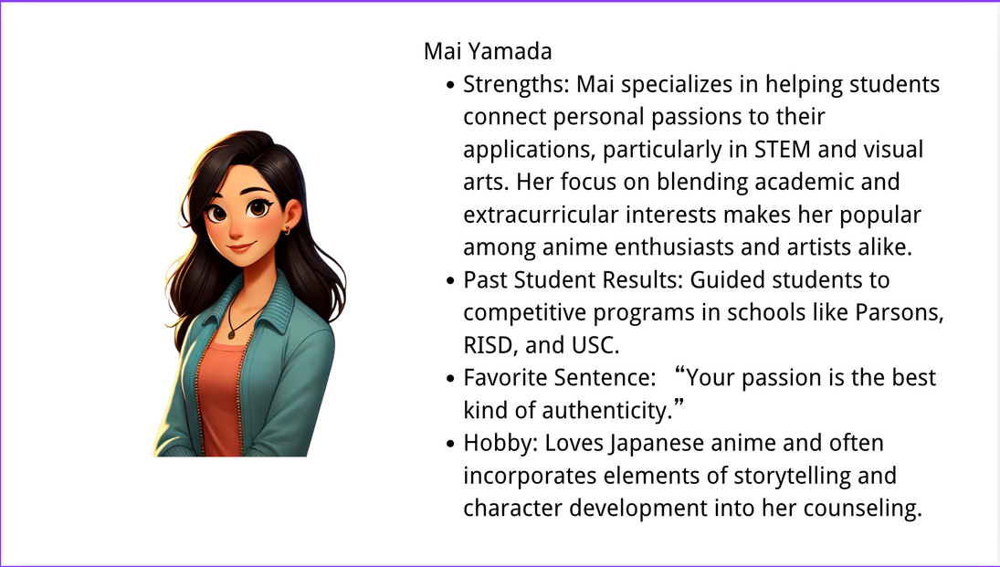 Mai Yamada
• Strengths: Mai specializes in helping students
connect personal passions to their
applications, particularly in STEM and visual
arts. Her focus on blending academic and
extracurricular interests makes her popular
among anime enthusiasts and artists alike.
• Past Student Results: Guided students to
competitive programs in schools like Parsons,
RISD, and USC.
• Favorite Sentence: “Your passion is the best
kind of authenticity.”
• Hobby: Loves Japanese anime and often
incorporates elements of storytelling and
character development into her counseling.